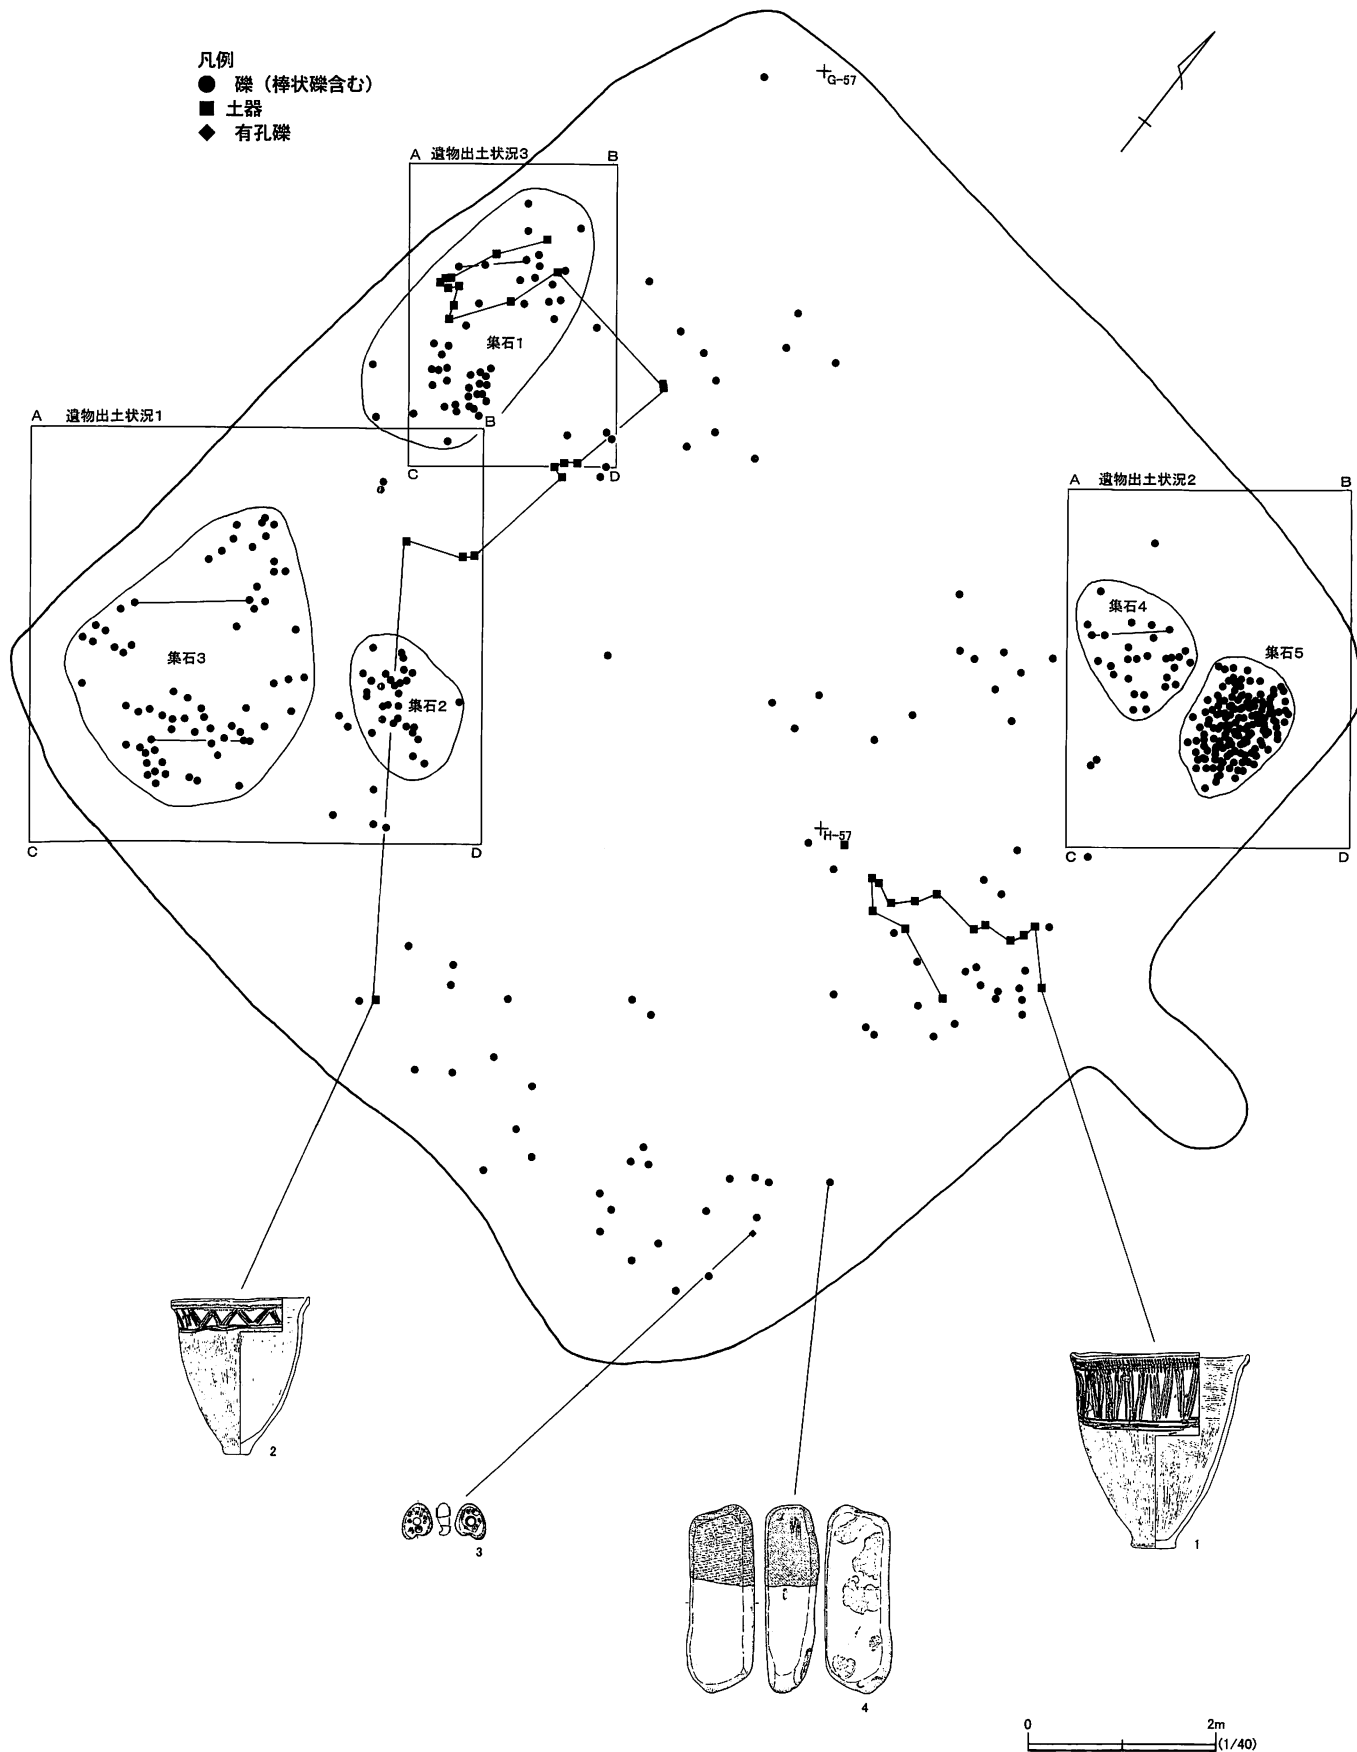 凡例
● 礫（棒状礫含む）
■ 土器
◆ 有孔礫
G-57
A 遺物出土状況3 B
集石1
C D
A 遺物出土状況1 B
集石3
集石2
C D
A 遺物出土状況2 B
集石4
集石5
C D
H-57
2
3
4
1
0 2m
(1/40)